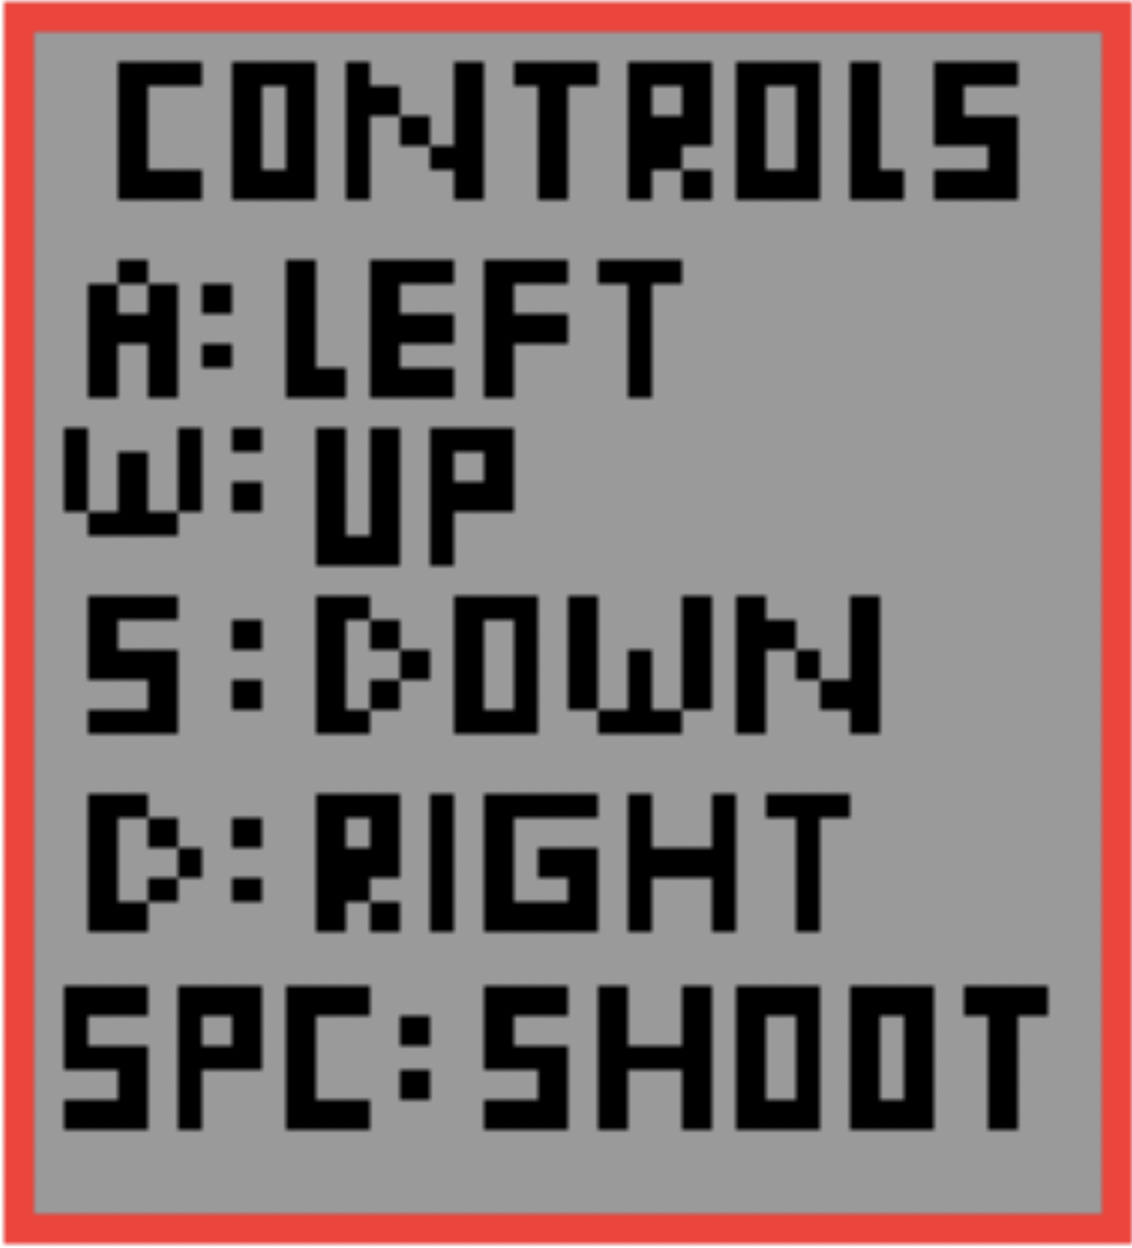 CONTROLS
A: LEFT
W: UP
S: DOWN
D: RIGHT
SPC: SHOOT